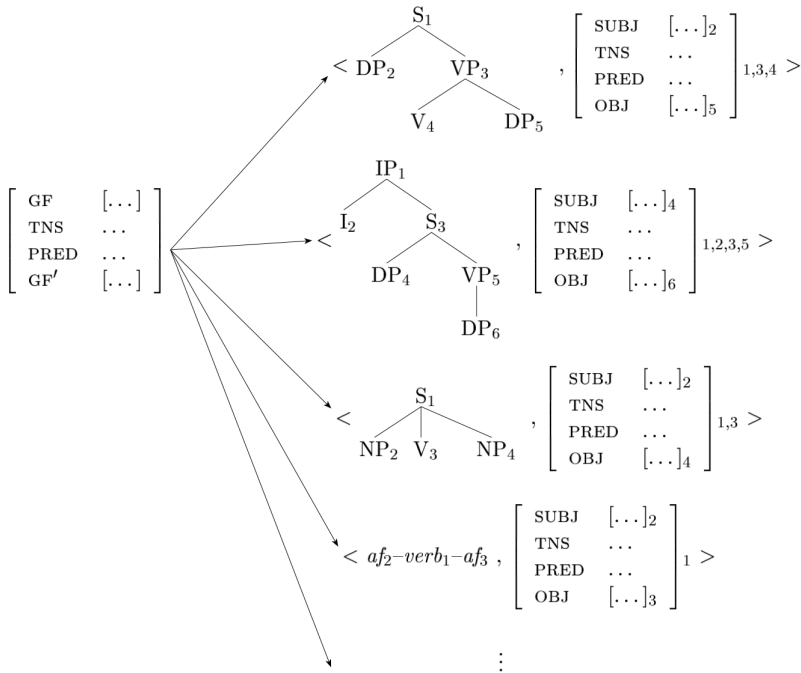 GF [...]
TNS ...
PRED ...
GF′ [...]
S1
< DP2 VP3
V4 DP5
,
SUBJ [...]2
TNS ...
PRED ...
OBJ [...]5
1,3,4 >
IP1
I2 S3
<
DP4 VP5
DP6
,
SUBJ [...]4
TNS ...
PRED ...
OBJ [...]6
1,2,3,5 >
S1
<
NP2 V3 NP4
,
SUBJ [...]2
TNS ...
PRED ...
OBJ [...]4
1,3 >
< af2–verb1–af3 ,
SUBJ [...]2
TNS ...
PRED ...
OBJ [...]3
1 >
⋮